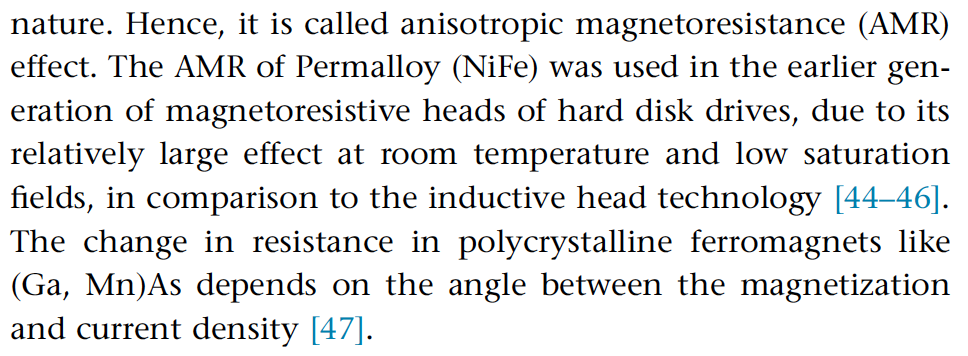 nature. Hence, it is called anisotropic magnetoresistance (AMR)
effect. The AMR of Permalloy (NiFe) was used in the earlier gen-
eration of magnetoresistive heads of hard disk drives, due to its
relatively large effect at room temperature and low saturation
fields, in comparison to the inductive head technology [44–46].
The change in resistance in polycrystalline ferromagnets like
(Ga, Mn)As depends on the angle between the magnetization
and current density [47].